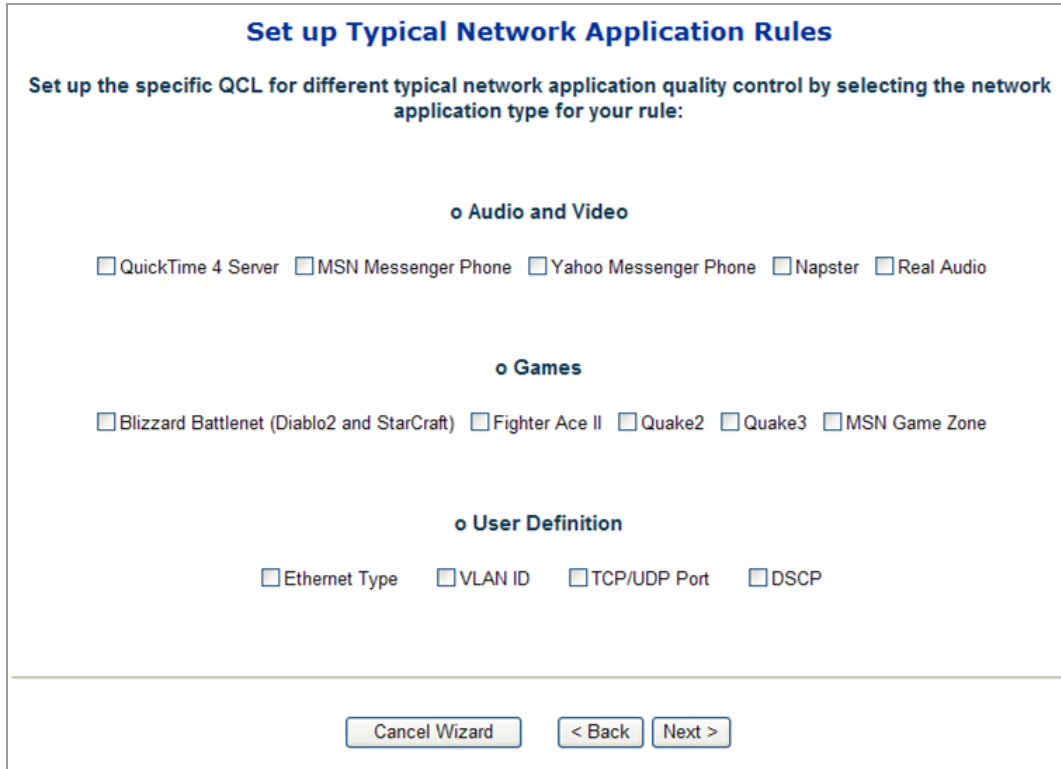 Set up Typical Network Application Rules
Set up the specific QCL for different typical network application quality control by selecting the network
application type for your rule:
o Audio and Video
QuickTime 4 Server MSN Messenger Phone Yahoo Messenger Phone Napster Real Audio
o Games
Blizzard Battlenet (Diablo2 and StarCraft) Fighter Ace II Quake2 Quake3 MSN Game Zone
o User Definition
Ethernet Type VLAN ID TCP/UDP Port DSCP
Cancel Wizard < Back Next >